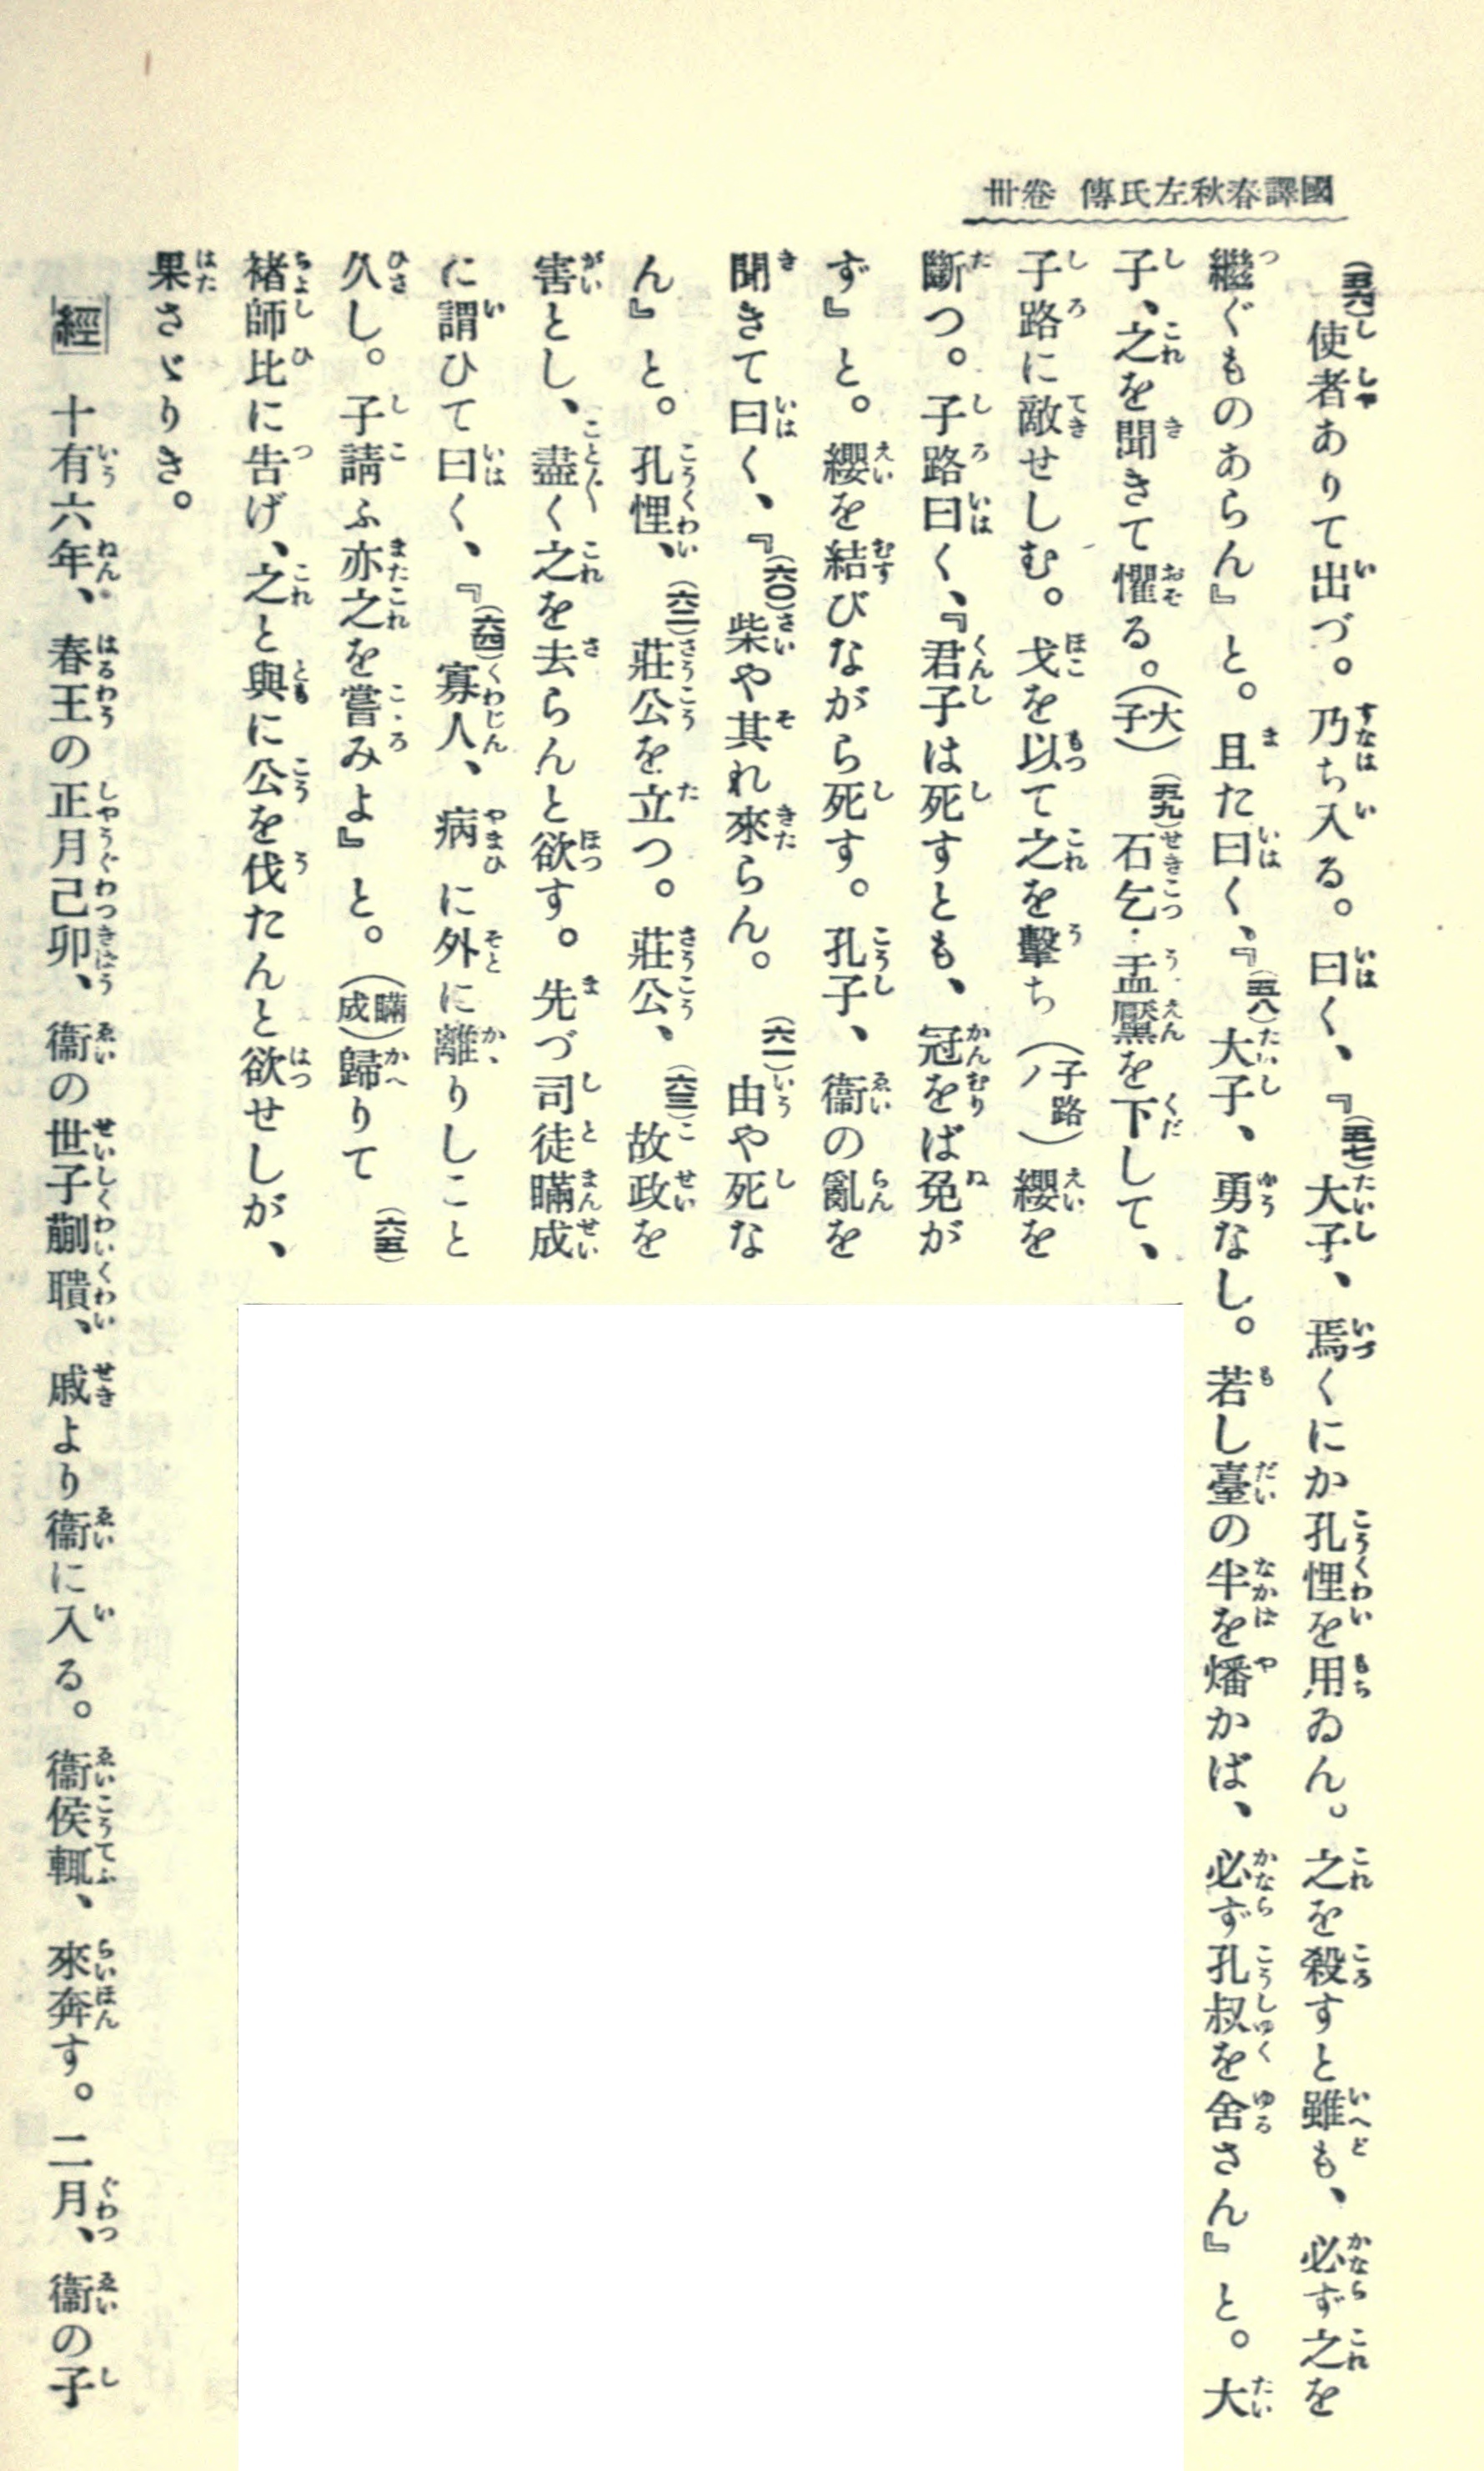 國譯春秋左氏傳 卷卅
(五六)使者ありて出づ。乃ち入る。曰く、『(五七)大子、焉くにか孔悝を用ゐん。之を殺すと雖も、必ず之を
繼ぐものあらん』と。且た曰く、『(五八)大子、勇なし。若し臺の半を燔かば、必ず孔叔を舍さん』と。大
子、之を聞きて懼る。(大子)(五九)石乞・盂黶を下して、
子路に敵せしむ。戈を以て之を擊ち(子路ノ)纓を
斷つ。子路曰く、『君子は死すとも、冠をば免が
ず』と。纓を結びながら死す。孔子、衞の亂を
聞きて曰く、『(六〇)柴や其れ來らん。(六一)由や死な
ん』と。孔悝、(六二)莊公を立つ。莊公、(六三)故政を
害とし、盡く之を去らんと欲す。先づ司徒瞞成
に謂ひて曰く、『(六四)寡人、病に外に離りしこと
久し。子請ふ亦之を嘗みよ』と。(瞞成)歸りて(六五)
褚師比に告げ、之と與に公を伐たんと欲せしが、
果さゞりき。
經 十有六年、春王の正月己卯、衞の世子蒯聵、戚より衞に入る。衞侯輒、來奔す。二月、衞の子